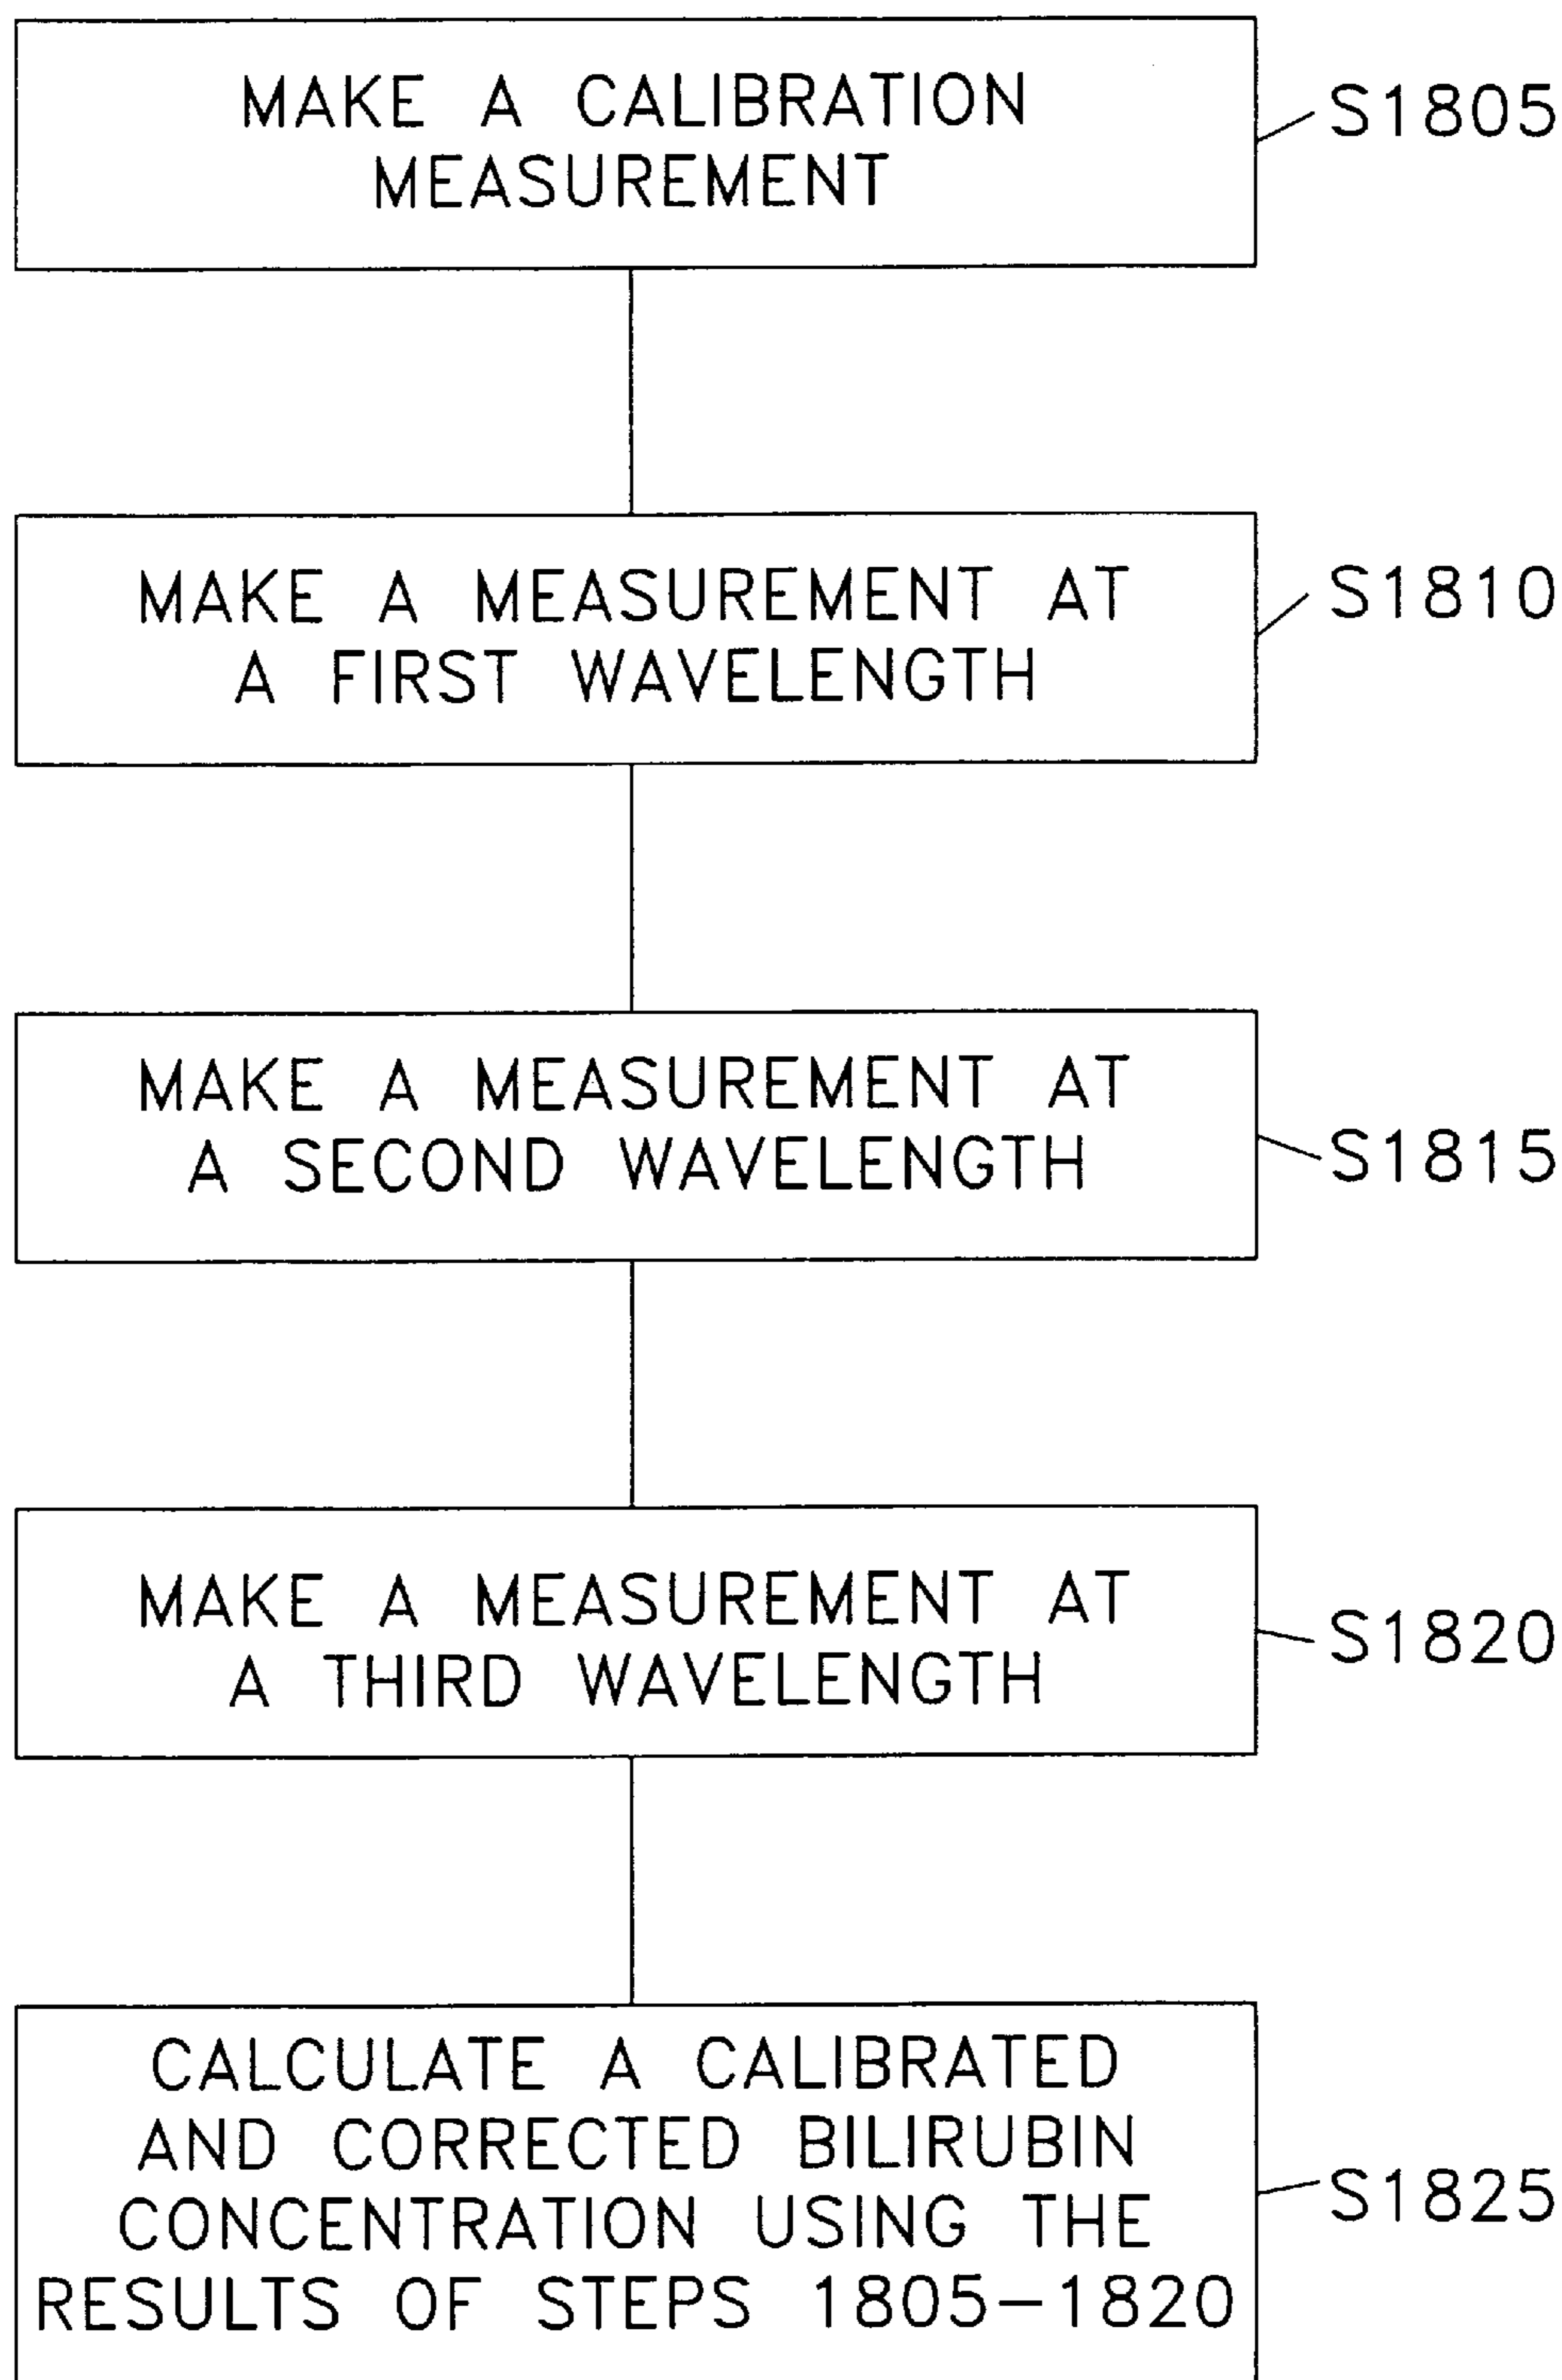 MAKE A CALIBRATION
MEASUREMENT
S1805
MAKE A MEASUREMENT AT
A FIRST WAVELENGTH
S1810
MAKE A MEASUREMENT AT
A SECOND WAVELENGTH
S1815
MAKE A MEASUREMENT AT
A THIRD WAVELENGTH
S1820
CALCULATE A CALIBRATED
AND CORRECTED BILIRUBIN
CONCENTRATION USING THE
RESULTS OF STEPS 1805–1820
S1825